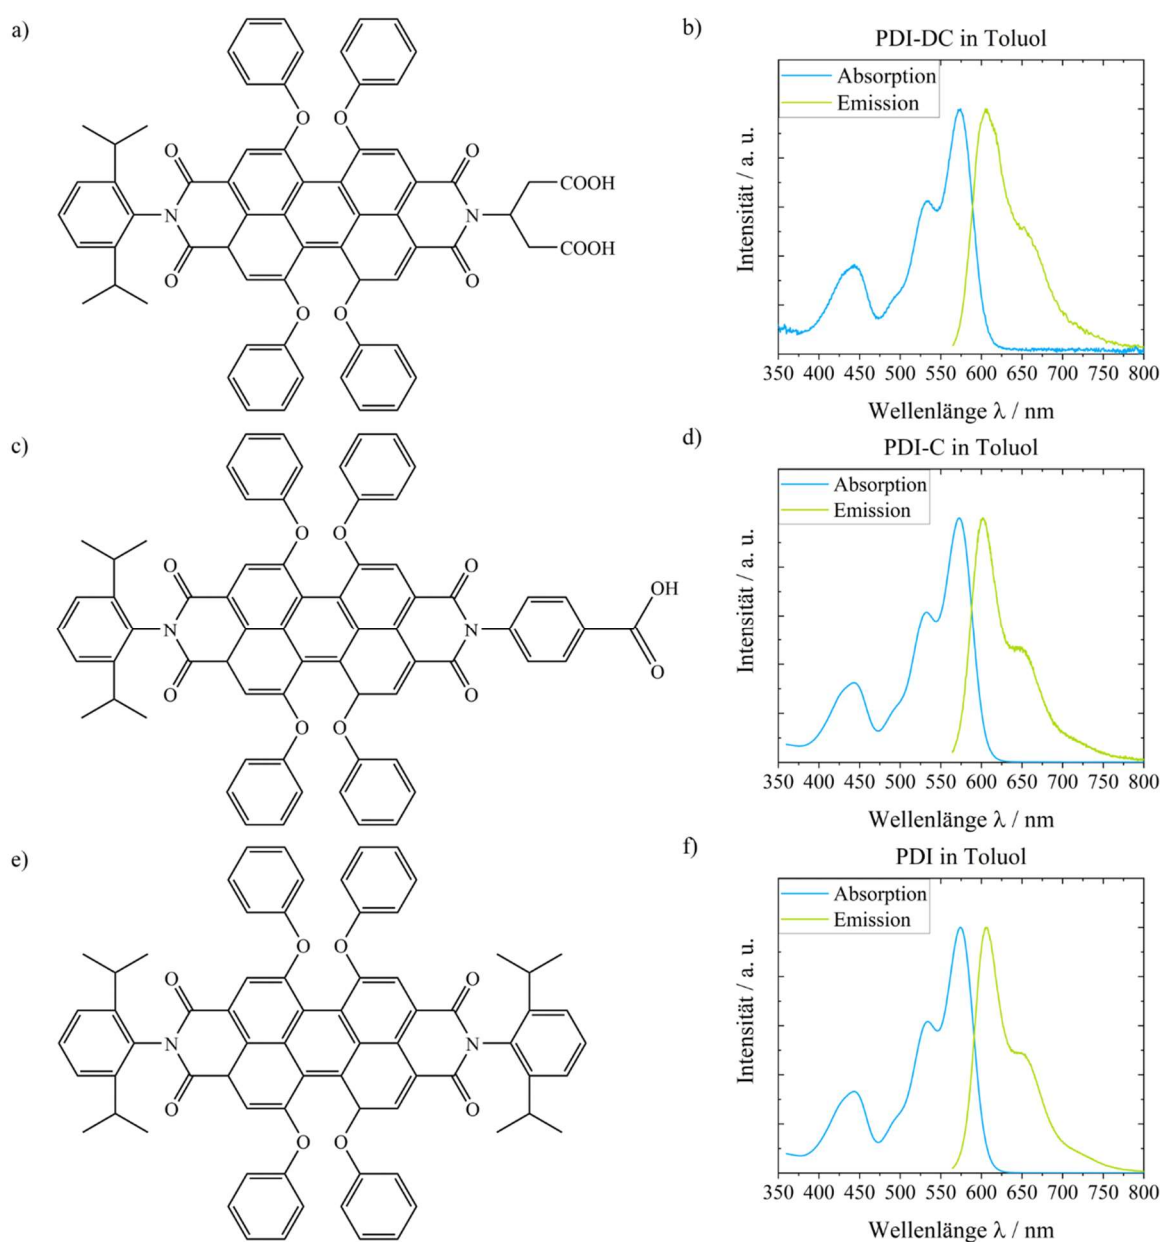 a)
O O
O O
N N
COOH
COOH
O O
O O
b)
PDI-DC in Toluol
Absorption
Emission
Intensität / a. u.
350 400 450 500 550 600 650 700 750 800
Wellenlänge λ / nm
c)
O O
O O
N N
OH
O
O O
O O
d)
PDI-C in Toluol
Absorption
Emission
Intensität / a. u.
350 400 450 500 550 600 650 700 750 800
Wellenlänge λ / nm
e)
O O
O O
N N
O O
O O
f)
PDI in Toluol
Absorption
Emission
Intensität / a. u.
350 400 450 500 550 600 650 700 750 800
Wellenlänge λ / nm